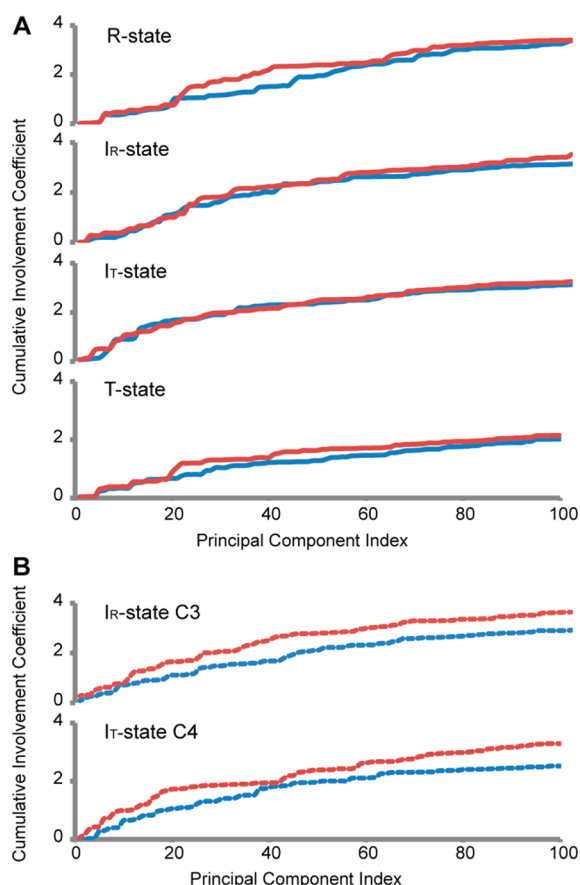 A
R-state
4
2
0
IR-state
4
2
0
IT-state
4
2
0
T-state
4
2
0
Cumulative Involvement Coefficient
0 20 40 60 80 100
Principal Component Index
B
IR-state C3
4
2
0
IT-state C4
4
2
0
Cumulative Involvement Coefficient
0 20 40 60 80 100
Principal Component Index